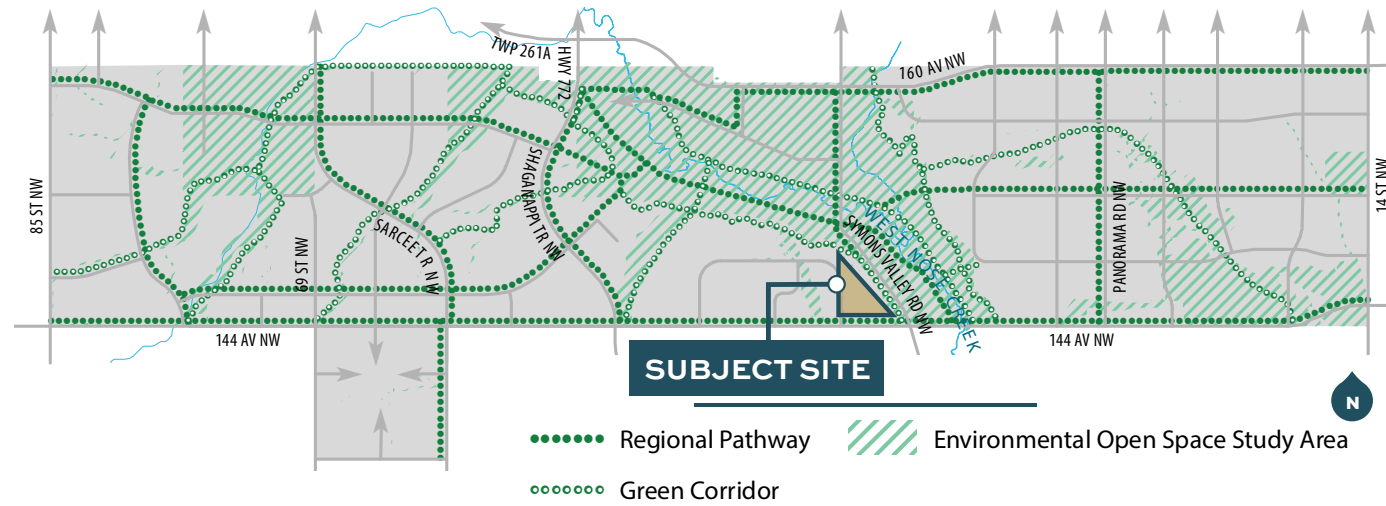 TWP 261A
HWY 772
160 AV NW
85 ST NW
14 ST NW
SHAGANAPPI TR NW
SARCEE TR NW
69 ST NW
PANORAMA RD NW
WEST NOSE CREEK
SYMONS VALLEY RD NW
144 AV NW
144 AV NW
SUBJECT SITE
N
Regional Pathway
Environmental Open Space Study Area
Green Corridor